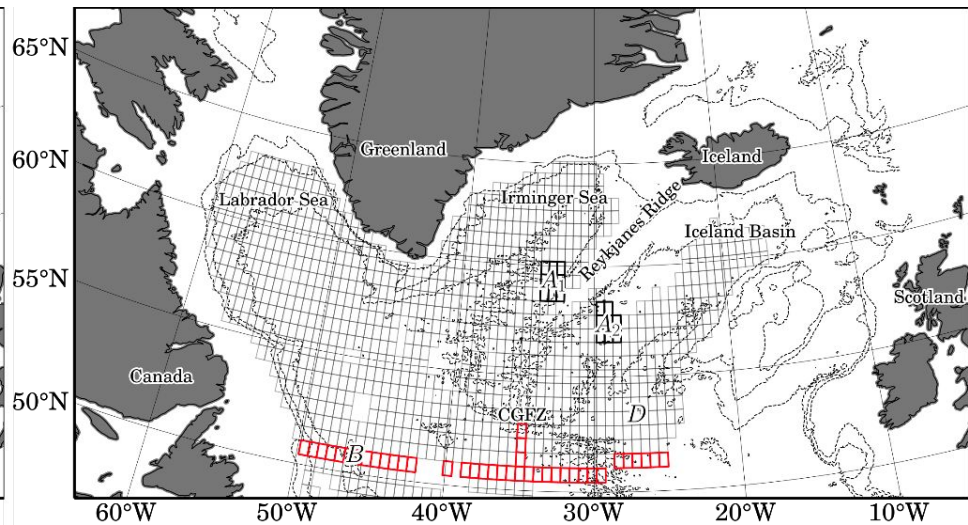 65°N
60°N
55°N
50°N
60°W
50°W
40°W
30°W
20°W
10°W
Greenland
Iceland
Labrador Sea
Irminger Sea
Reykjanes Ridge
Iceland Basin
A1
A2
Scotland
Canada
CGFZ
D
B